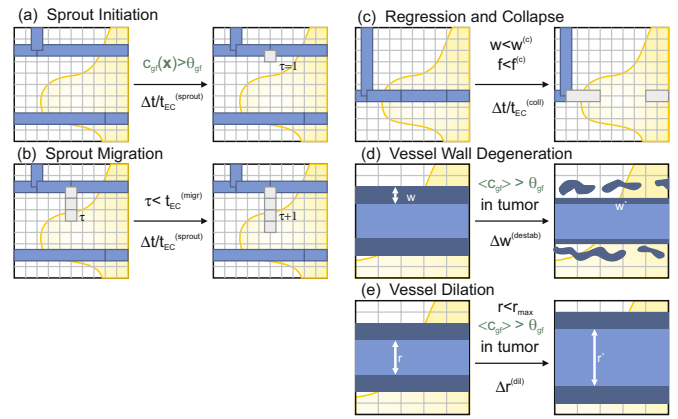 (a) Sprout Initiation
c_gf(x)>θ_gf
Δt/t_EC^(sprout)
τ=1
(b) Sprout Migration
τ
τ< t_EC^(migr)
Δt/t_EC^(sprout)
τ+1
(c) Regression and Collapse
w<w^(c)
f<f^(c)
Δt/t_EC^(coll)
(d) Vessel Wall Degeneration
w
<c_gf> > θ_gf
in tumor
Δw^(destab)
w`
(e) Vessel Dilation
r
r<r_max
<c_gf> > θ_gf
in tumor
Δr^(dil)
r`